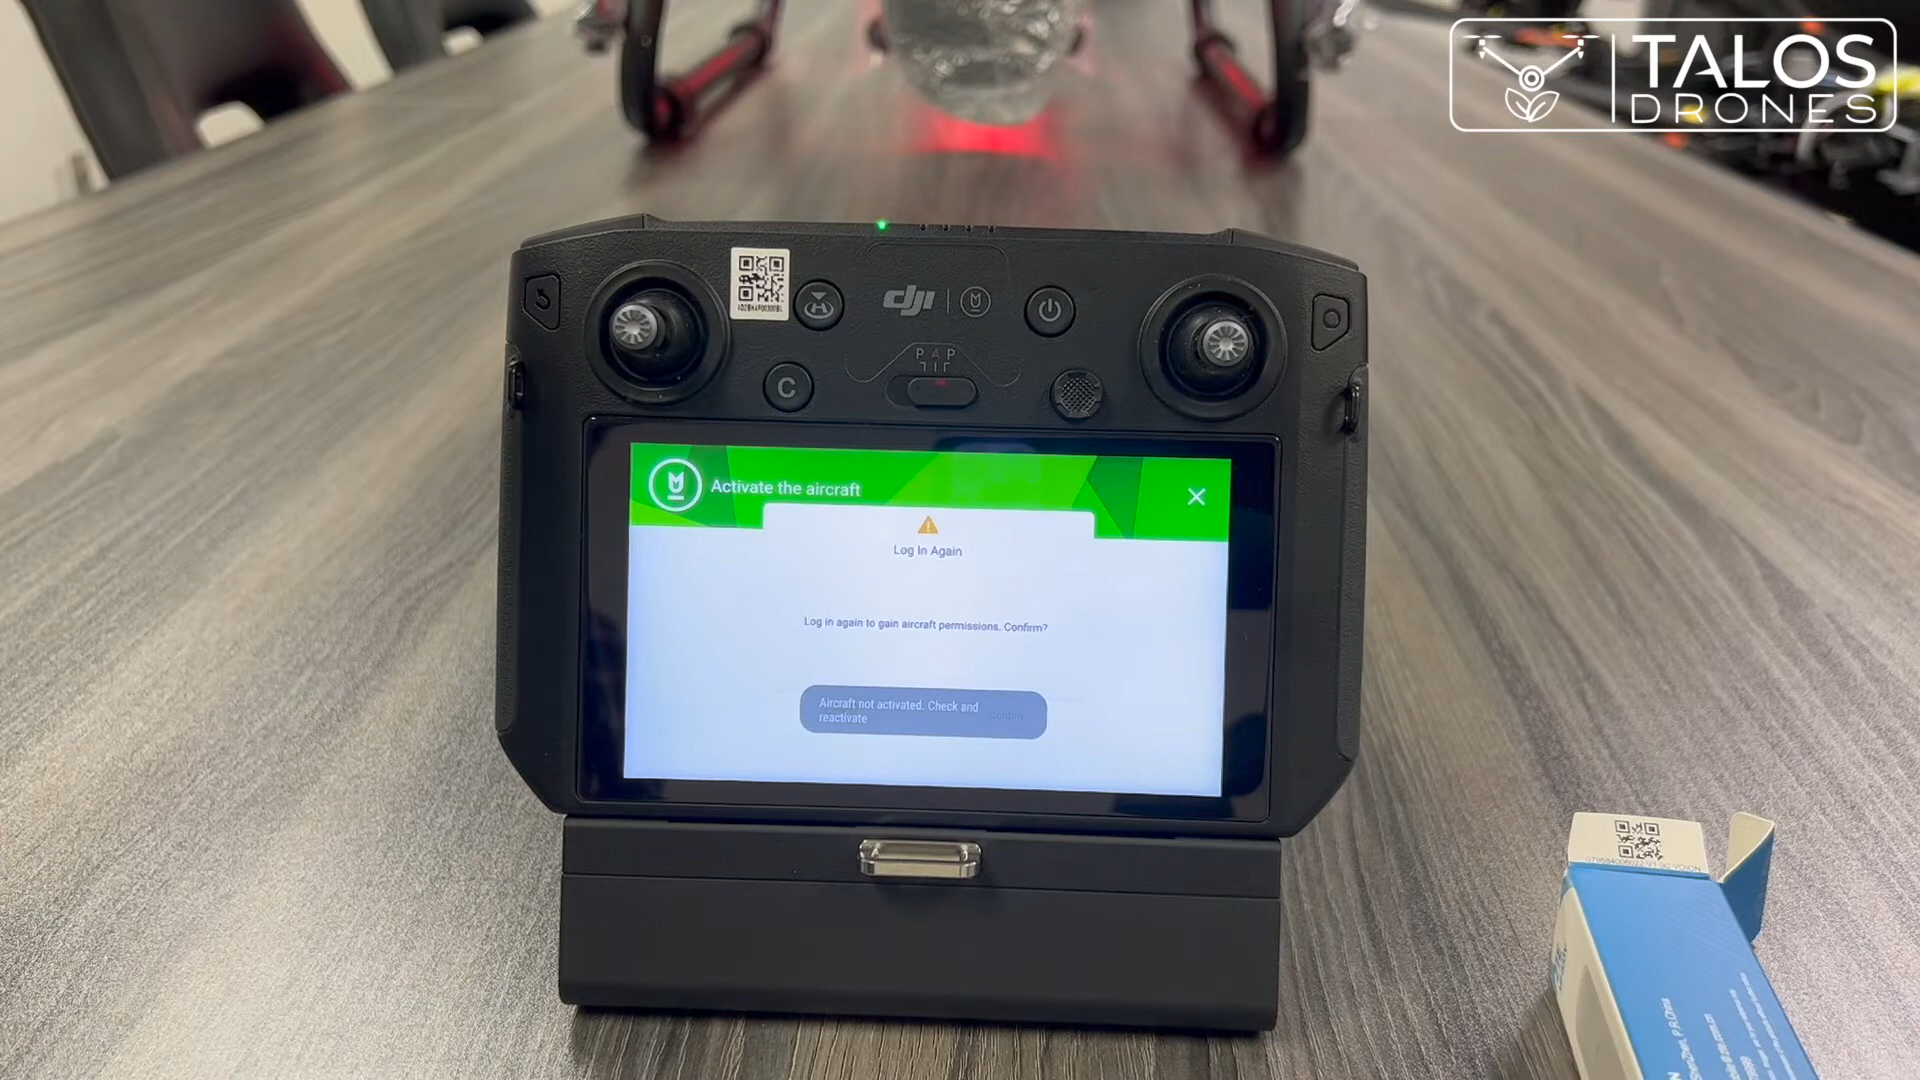 TALOS
DRONES
dji
P A P
C
Activate the aircraft
Log In Again
Log in again to gain aircraft permissions. Confirm?
Aircraft not activated. Check and
reactivate
Confirm